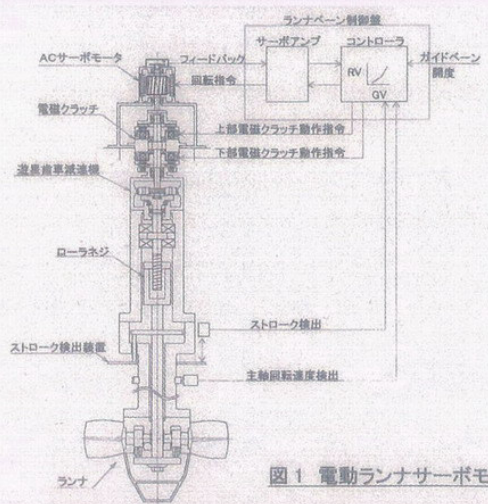 ランナベーン制御盤
ACサーボモータ
フィードバック
サーボアンプ
コントローラ
ガイドベーン
開度
回転指令
RV
GV
電磁クラッチ
上部電磁クラッチ動作指令
下部電磁クラッチ動作指令
遊星歯車減速機
ローラネジ
ストローク検出
ストローク検出装置
主軸回転速度検出
ランナ
図1 電動ランナサーボモ